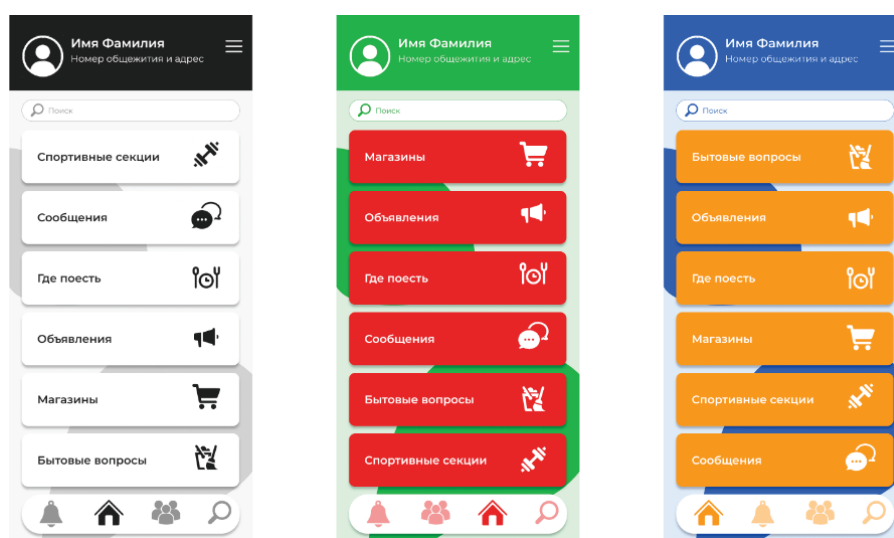 Имя Фамилия
Номер общежития и адрес
Поиск
Спортивные секции
Сообщения
Где поесть
Объявления
Магазины
Бытовые вопросы
Имя Фамилия
Номер общежития и адрес
Поиск
Магазины
Объявления
Где поесть
Сообщения
Бытовые вопросы
Спортивные секции
Имя Фамилия
Номер общежития и адрес
Поиск
Бытовые вопросы
Объявления
Где поесть
Магазины
Спортивные секции
Сообщения